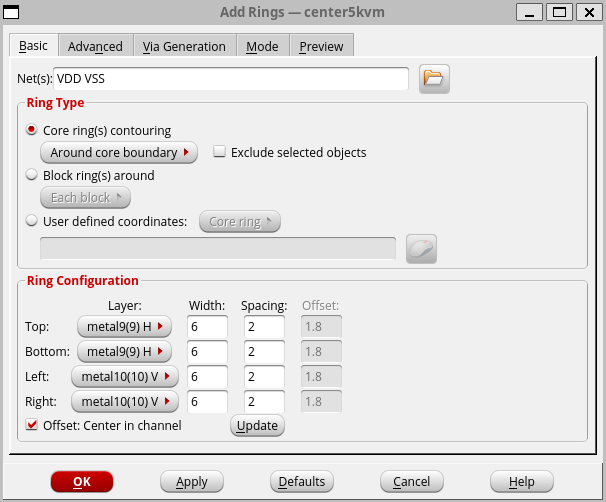 Add Rings — center5kvm
Basic Advanced Via Generation Mode Preview
Net(s): VDD VSS
Ring Type
Core ring(s) contouring
Around core boundary Exclude selected objects
Block ring(s) around
Each block
User defined coordinates: Core ring
Ring Configuration
Layer: Width: Spacing: Offset:
Top: metal9(9) H 6 2 1.8
Bottom: metal9(9) H 6 2 1.8
Left: metal10(10) V 6 2 1.8
Right: metal10(10) V 6 2 1.8
Offset: Center in channel Update
OK Apply Defaults Cancel Help